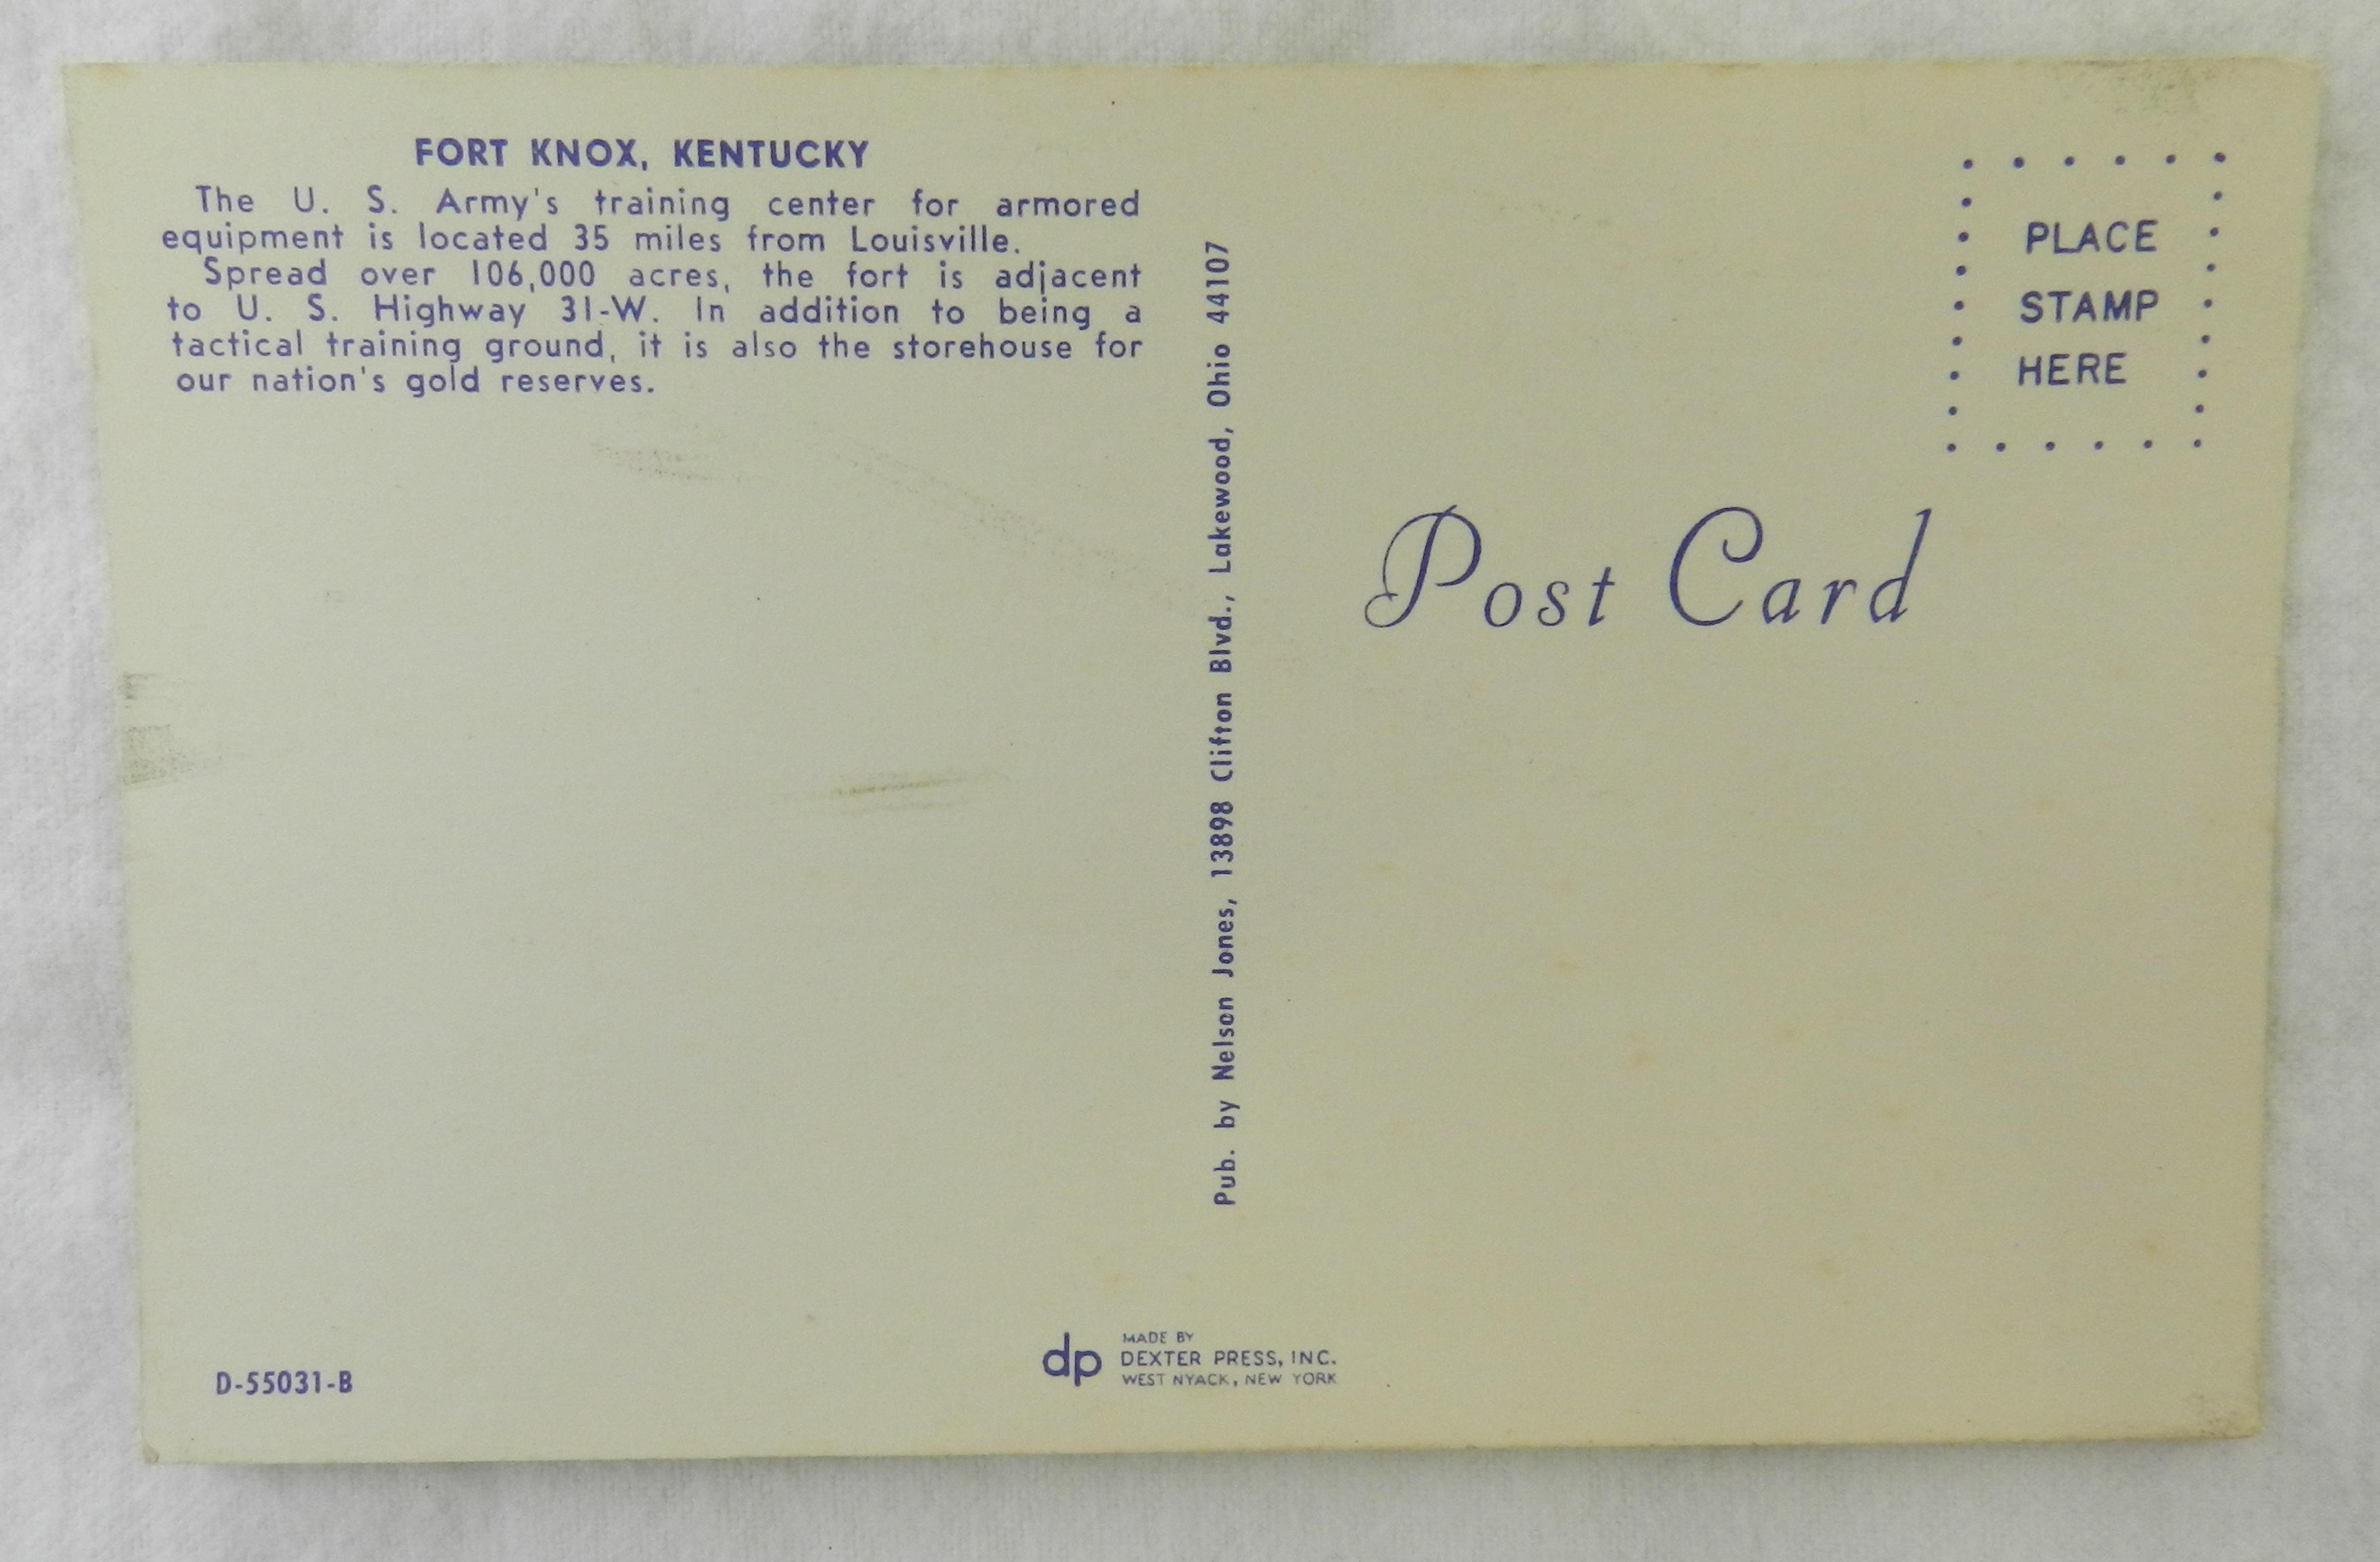 FORT KNOX, KENTUCKY
The U. S. Army's training center for armored
equipment is located 35 miles from Louisville.
Spread over 106,000 acres, the fort is adjacent
to U. S. Highway 31-W. In addition to being a
tactical training ground, it is also the storehouse for
our nation's gold reserves.
D-55031-B
Pub. by Nelson Jones, 13898 Clifton Blvd., Lakewood, Ohio 44107
dp
MADE BY
DEXTER PRESS, INC.
WEST NYACK, NEW YORK
PLACE
STAMP
HERE
Post Card